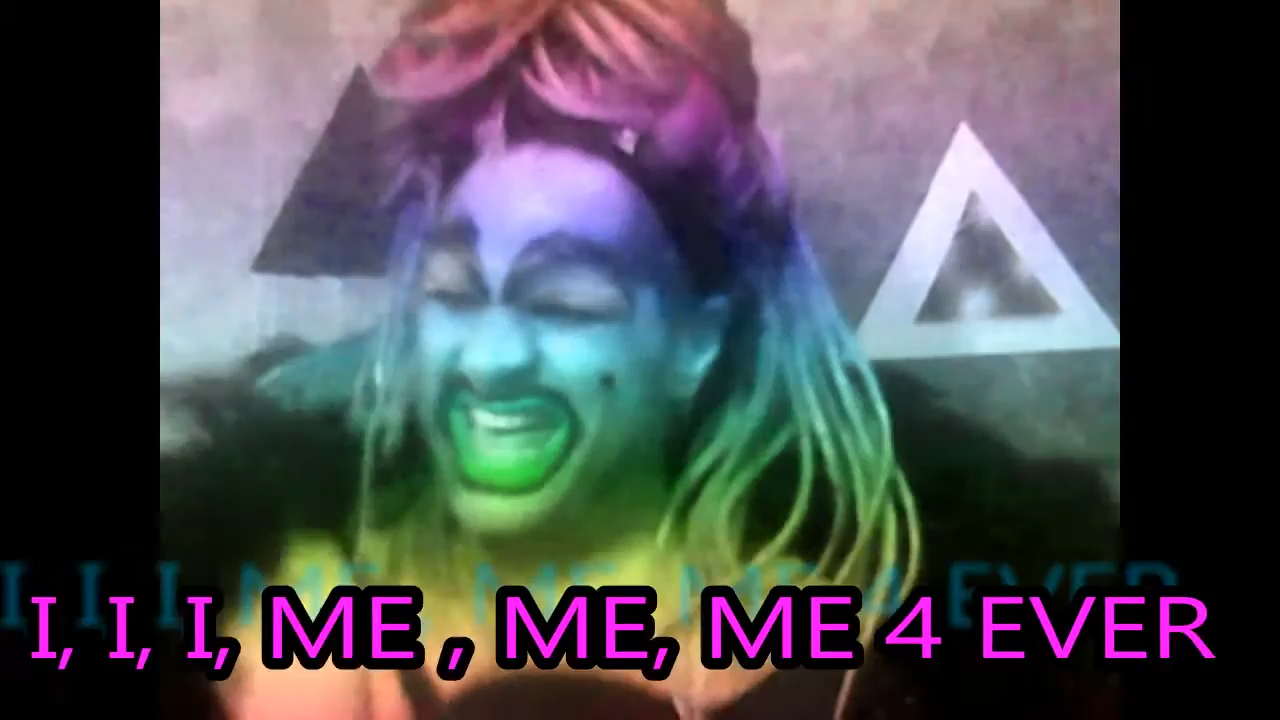 I, I, I, ME , ME, ME 4 EVER